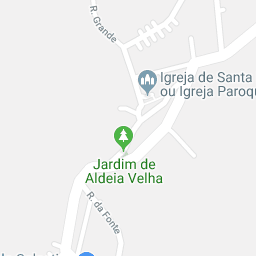 R. Grande
Igreja de Santa
ou Igreja Paroq
Jardim de
Aldeia Velha
R. da Fonte